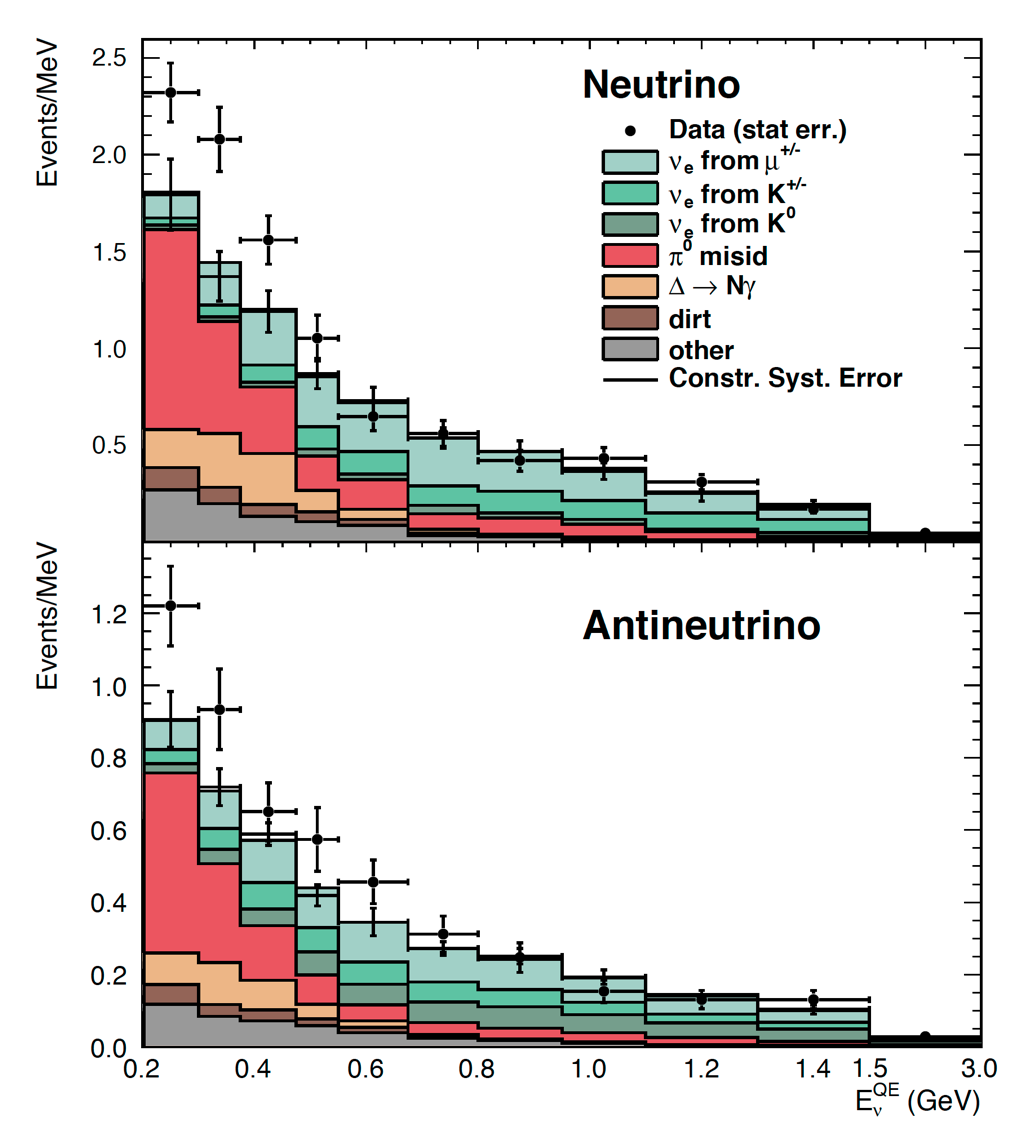 Events/MeV
2.5
2.0
1.5
1.0
0.5
Neutrino
Data (stat err.)
νe from μ+/-
νe from K+/-
νe from K0
π0 misid
Δ → Nγ
dirt
other
Constr. Syst. Error
Events/MeV
1.2
1.0
0.8
0.6
0.4
0.2
0.0
Antineutrino
0.2 0.4 0.6 0.8 1.0 1.2 1.4 1.5 3.0
EνQE (GeV)